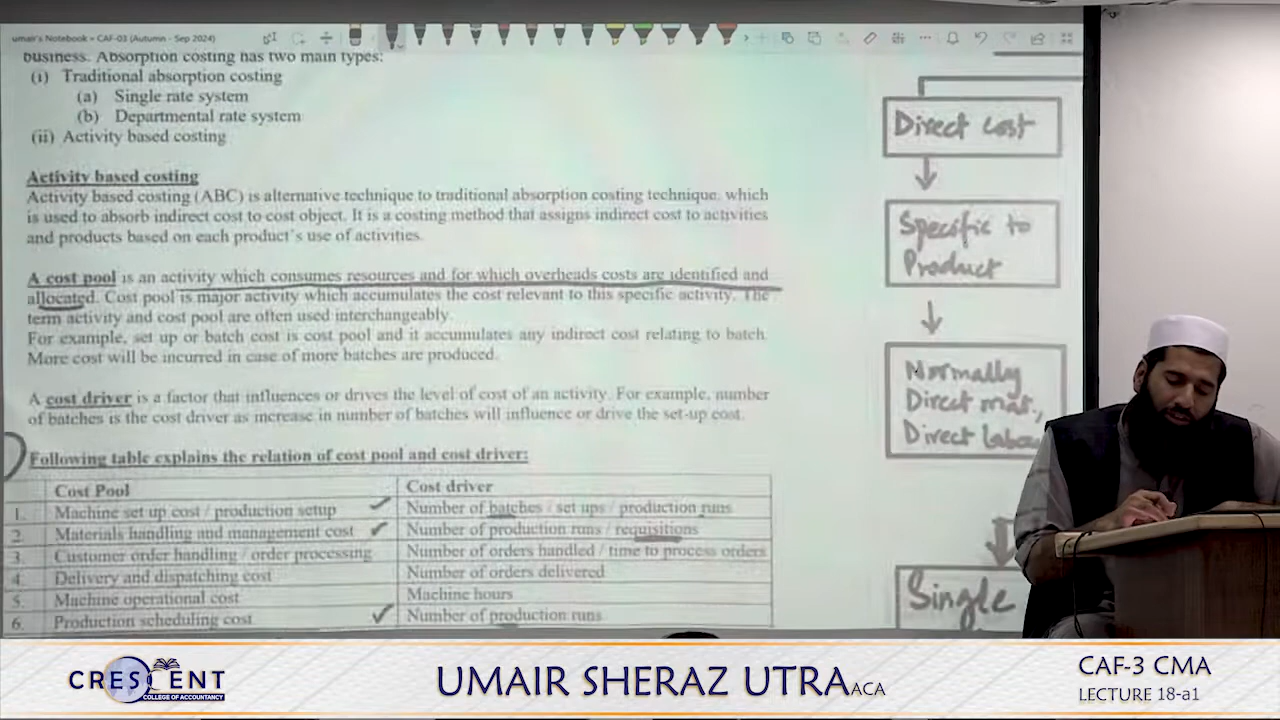 umair's Notebook » CAF-03 (Autumn - Sep 2024)
business. Absorption costing has two main types:
(i) Traditional absorption costing
(a) Single rate system
(b) Departmental rate system
(ii) Activity based costing
Activity based costing
Activity based costing (ABC) is alternative technique to traditional absorption costing technique, which
is used to absorb indirect cost to cost object. It is a costing method that assigns indirect cost to activities
and products based on each product's use of activities.
A cost pool is an activity which consumes resources and for which overheads costs are identified and
allocated. Cost pool is major activity which accumulates the cost relevant to this specific activity. The
term activity and cost pool are often used interchangeably.
For example, set up or batch cost is cost pool and it accumulates any indirect cost relating to batch.
More cost will be incurred in case of more batches are produced.
A cost driver is a factor that influences or drives the level of cost of an activity. For example, number
of batches is the cost driver as increase in number of batches will influence or drive the set-up cost.
Following table explains the relation of cost pool and cost driver:
Cost Pool Cost driver
1. Machine set up cost / production setup Number of batches / set ups / production runs
2. Materials handling and management cost Number of production runs / requisitions
3. Customer order handling / order processing Number of orders handled / time to process orders
4. Delivery and dispatching cost Number of orders delivered
5. Machine operational cost Machine hours
6. Production scheduling cost Number of production runs
Direct cost
Specific to
Product
Normally
Direct mat.,
Direct Labou
Single
CRESCENT
COLLEGE OF ACCOUNTANCY
UMAIR SHERAZ UTRA ACA
CAF-3 CMA
LECTURE 18-a1